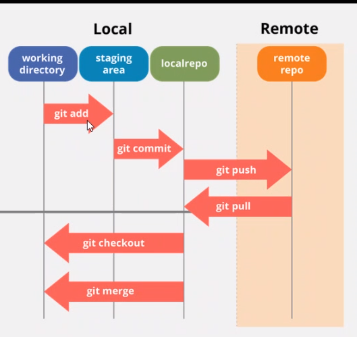 Local
Remote
working
directory
staging
area
localrepo
remote
repo
git add
git commit
git push
git pull
git checkout
git merge